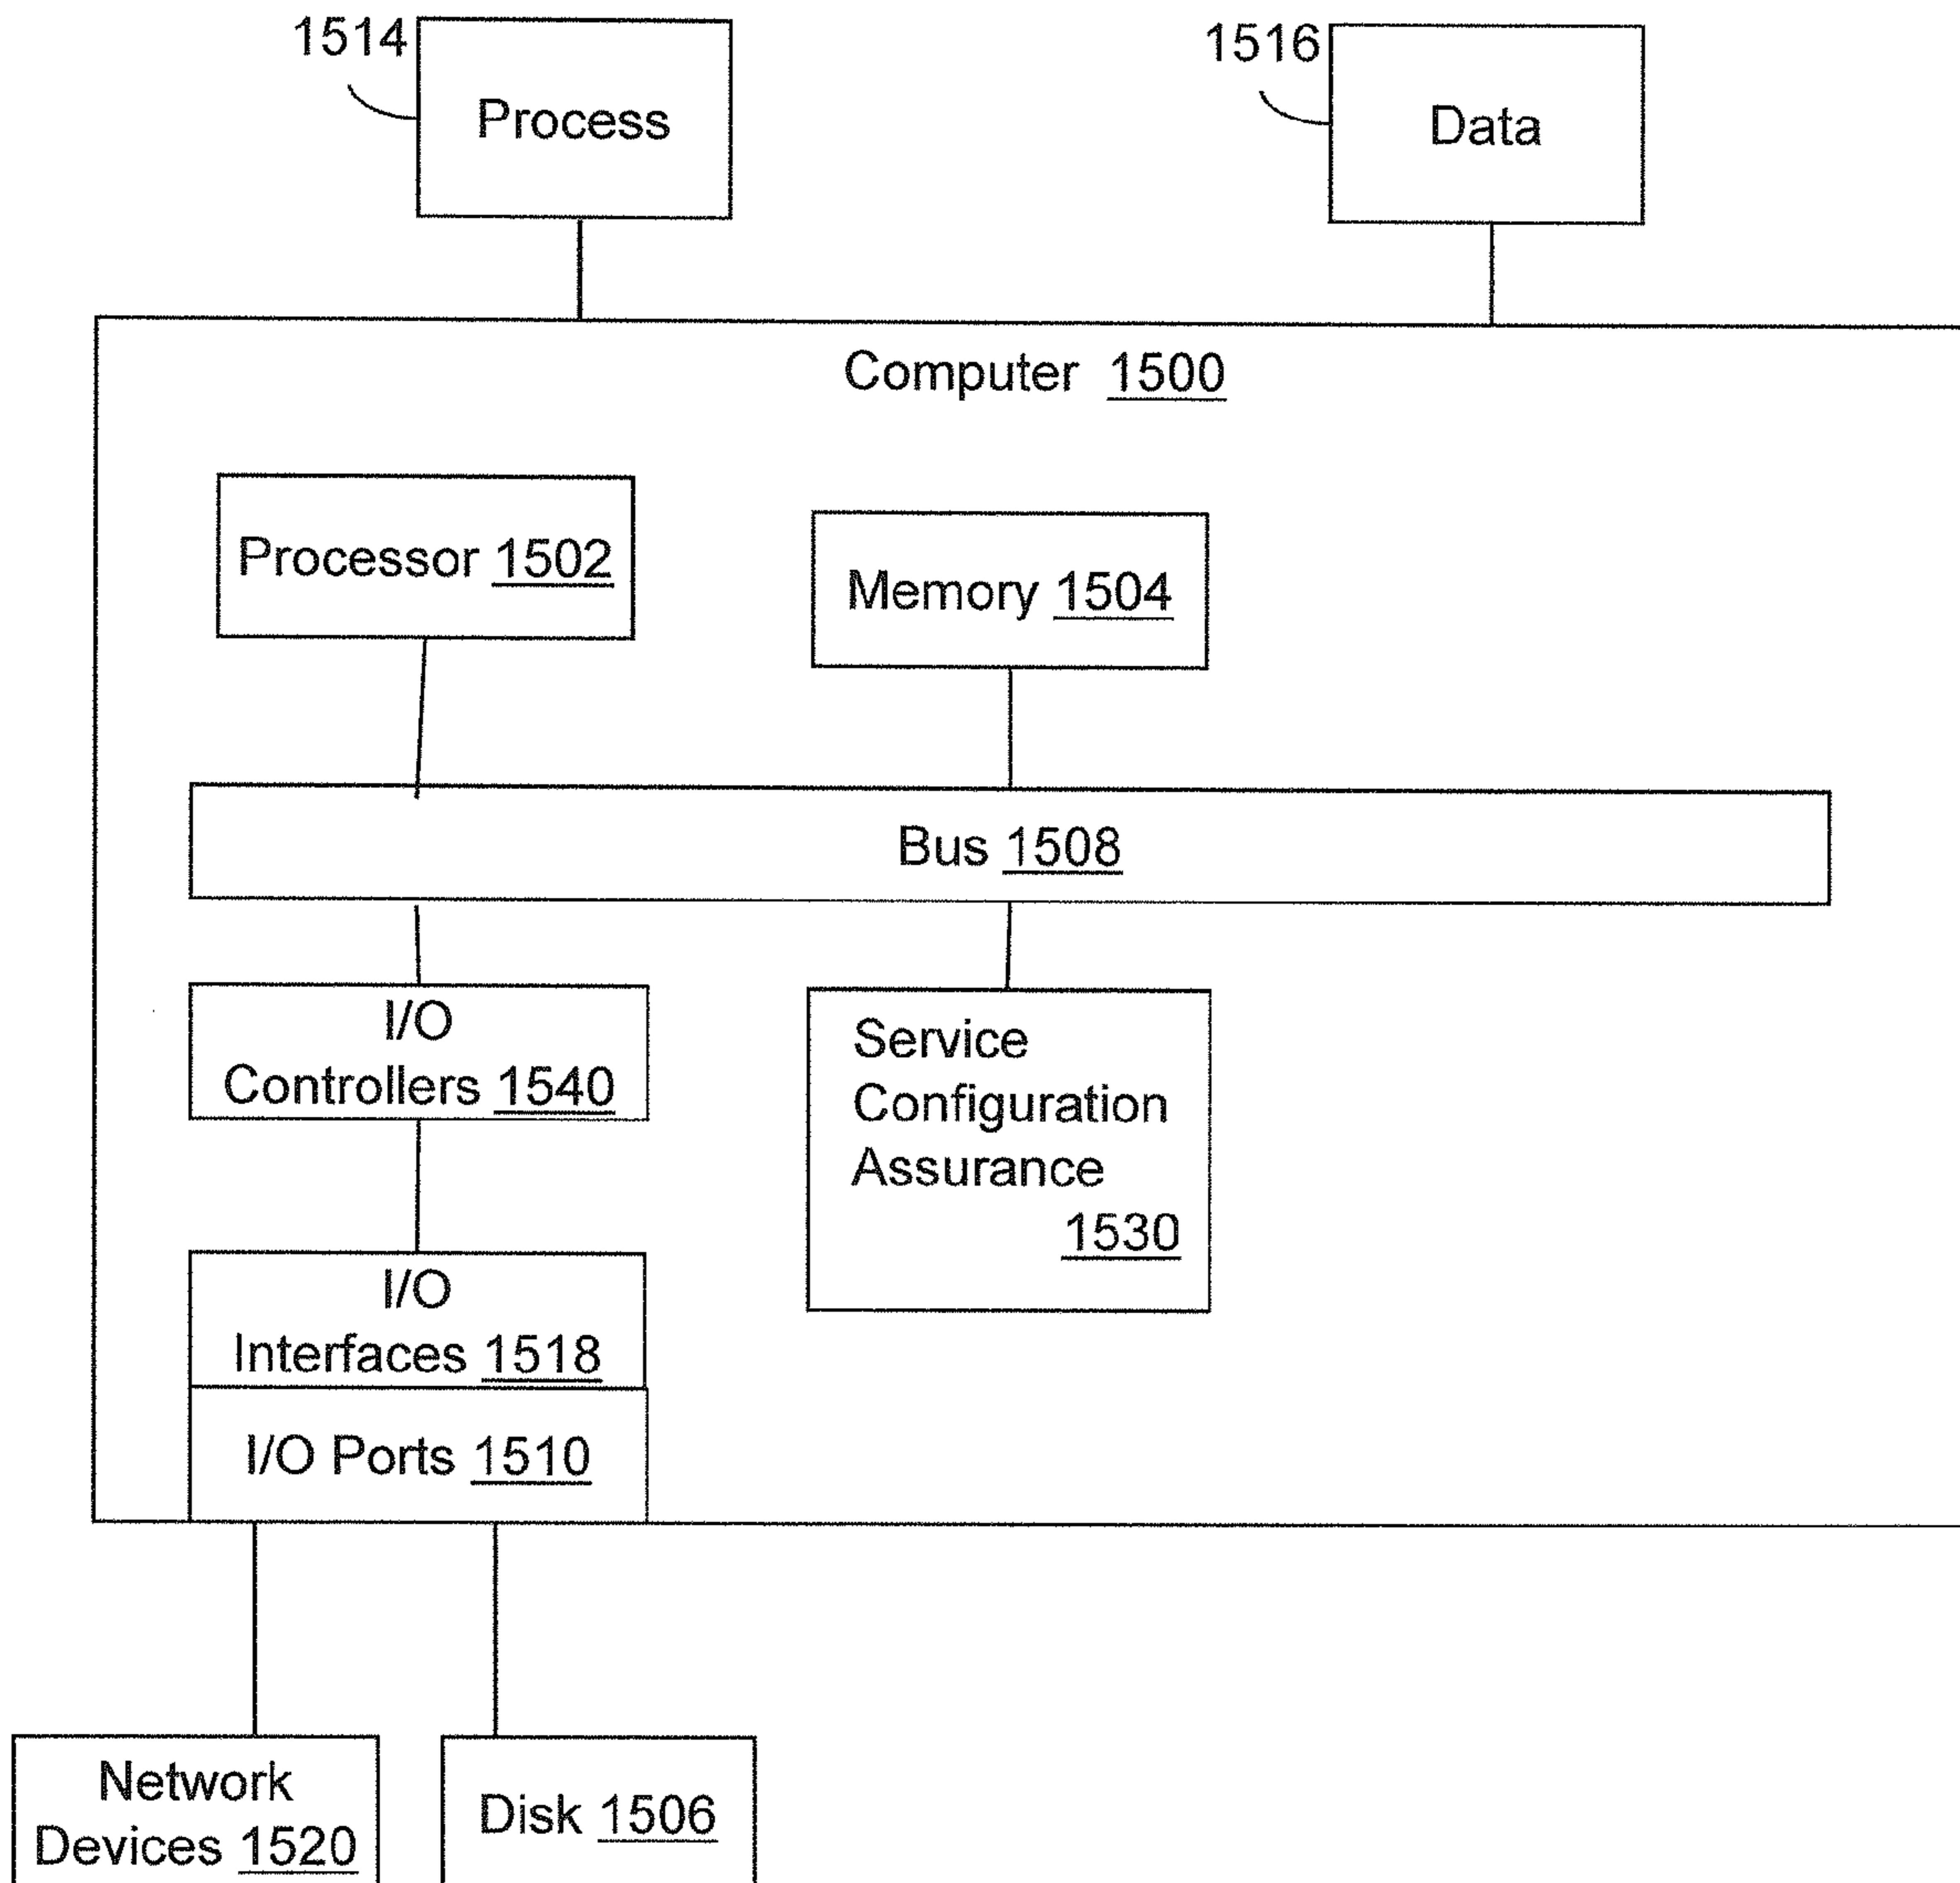 1514
Process
1516
Data
Computer 1500
Processor 1502
Memory 1504
Bus 1508
I/O
Controllers 1540
Service
Configuration
Assurance
1530
I/O
Interfaces 1518
I/O Ports 1510
Network
Devices 1520
Disk 1506